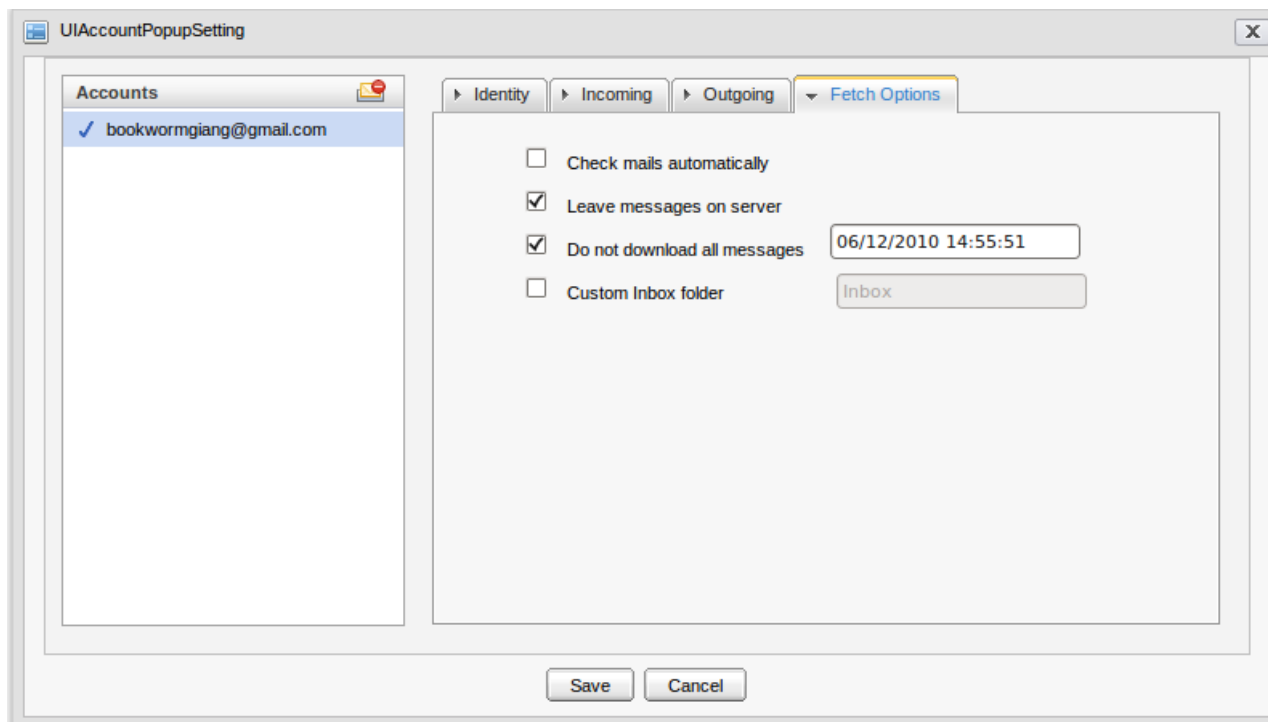 UIAccountPopupSetting
Accounts
bookwormgiang@gmail.com
Identity Incoming Outgoing Fetch Options
Check mails automatically
Leave messages on server
Do not download all messages 06/12/2010 14:55:51
Custom Inbox folder Inbox
Save Cancel